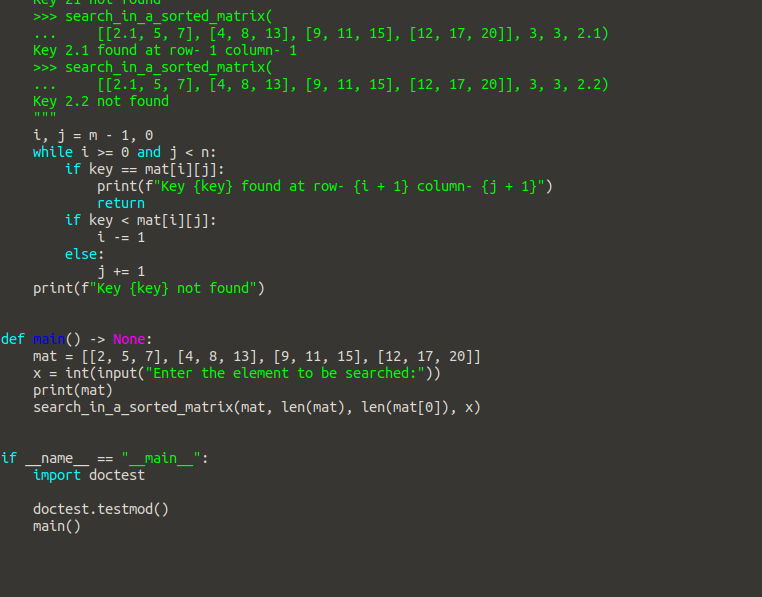 Key 21 not found
>>> search_in_a_sorted_matrix(
...     [[2.1, 5, 7], [4, 8, 13], [9, 11, 15], [12, 17, 20]], 3, 3, 2.1)
Key 2.1 found at row- 1 column- 1
>>> search_in_a_sorted_matrix(
...     [[2.1, 5, 7], [4, 8, 13], [9, 11, 15], [12, 17, 20]], 3, 3, 2.2)
Key 2.2 not found
"""
i, j = m - 1, 0
while i >= 0 and j < n:
if key == mat[i][j]:
print(f"Key {key} found at row- {i + 1} column- {j + 1}")
return
if key < mat[i][j]:
i -= 1
else:
j += 1
print(f"Key {key} not found")
def main() -> None:
mat = [[2, 5, 7], [4, 8, 13], [9, 11, 15], [12, 17, 20]]
x = int(input("Enter the element to be searched:"))
print(mat)
search_in_a_sorted_matrix(mat, len(mat), len(mat[0]), x)
if __name__ == "__main__":
import doctest
doctest.testmod()
main()